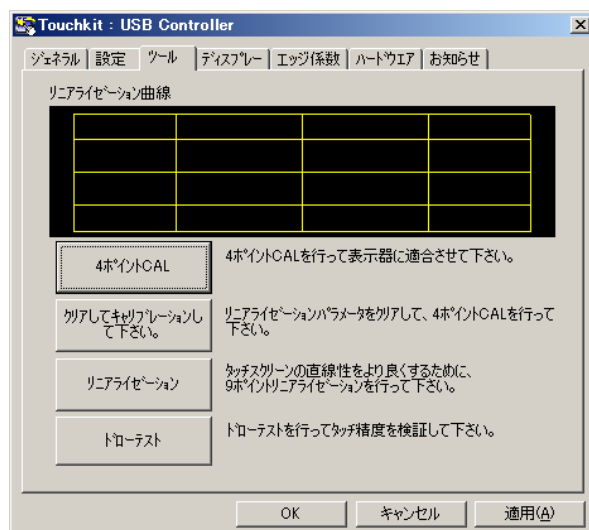 Touchkit : USB Controller
ジェネラル 設定 ツール ディスプレー エッジ係数 ハードウエア お知らせ
リニアライゼーション曲線
4ポイントCAL
4ポイントCALを行って表示器に適合させて下さい。
クリアしてキャリブレーションし
て下さい。
リニアライゼーションパラメータをクリアして、4ポイントCALを行って
下さい。
リニアライゼーション
タッチスクリーンの直線性をより良くするために、
9ポイントリニアライゼーションを行って下さい。
ドローテスト
ドローテストを行ってタッチ精度を検証して下さい。
OK キャンセル 適用(A)